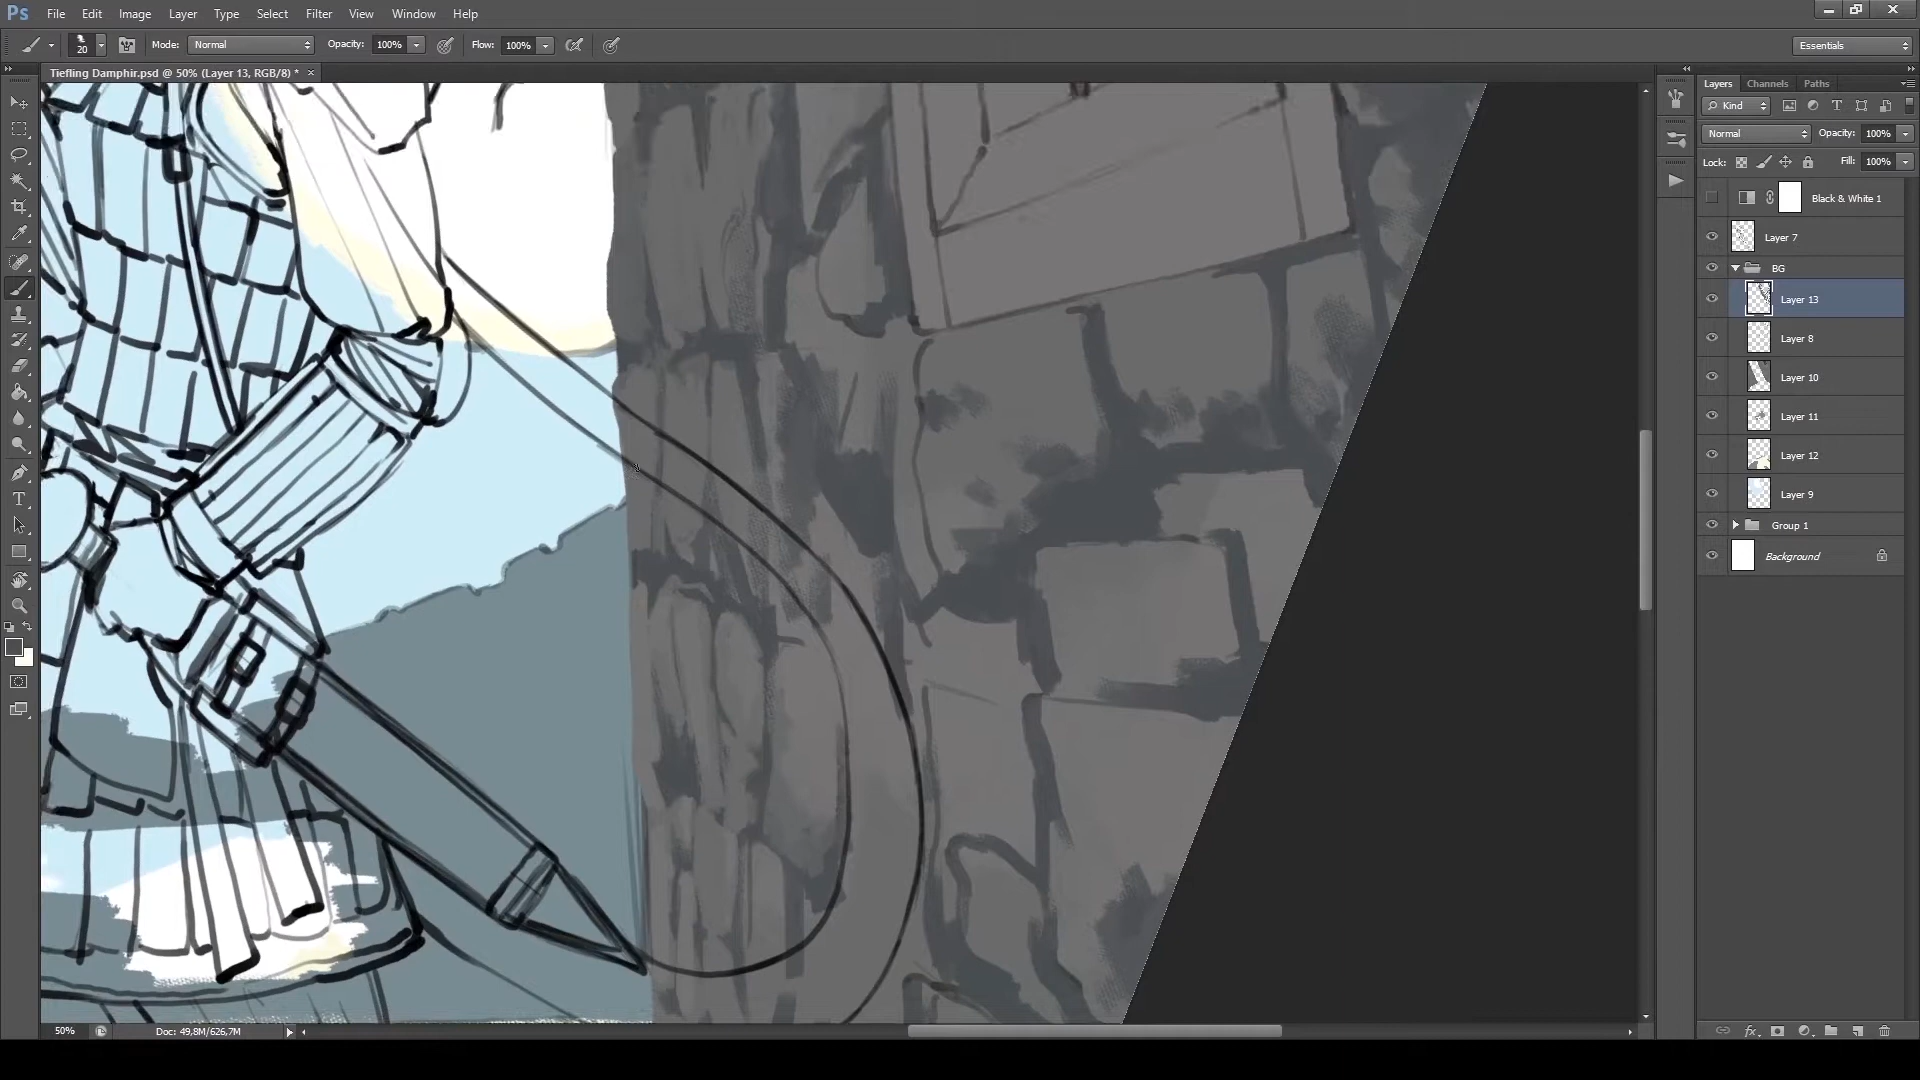 Ps File Edit Image Layer Type Select Filter View Window Help
20 Mode: Normal Opacity: 100% Flow: 100% Essentials
Tiefling Damphir.psd @ 50% (Layer 13, RGB/8) * ×
Layers Channels Paths
Kind
Normal Opacity: 100%
Lock: Fill: 100%
Black & White 1
Layer 7
BG
Layer 13
Layer 8
Layer 10
Layer 11
Layer 12
Layer 9
Group 1
Background
50% Doc: 49,8M/626,7M